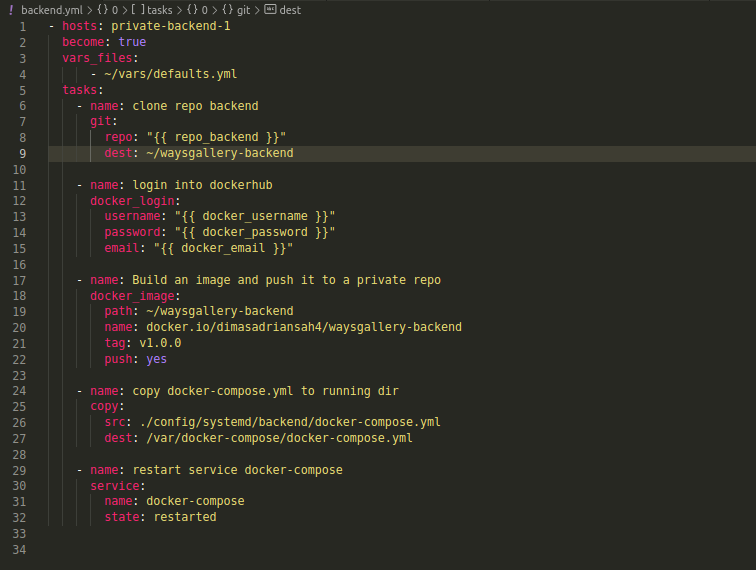 backend.yml > {} 0 > [ ] tasks > {} 0 > {} git > abc dest
1 - hosts: private-backend-1
2   become: true
3   vars_files:
4       - ~/vars/defaults.yml
5   tasks:
6     - name: clone repo backend
7       git:
8         repo: "{{ repo_backend }}"
9         dest: ~/waysgallery-backend
10
11     - name: login into dockerhub
12       docker_login:
13         username: "{{ docker_username }}"
14         password: "{{ docker_password }}"
15         email: "{{ docker_email }}"
16
17     - name: Build an image and push it to a private repo
18       docker_image:
19         path: ~/waysgallery-backend
20         name: docker.io/dimasadriansah4/waysgallery-backend
21         tag: v1.0.0
22         push: yes
23
24     - name: copy docker-compose.yml to running dir
25       copy:
26         src: ./config/systemd/backend/docker-compose.yml
27         dest: /var/docker-compose/docker-compose.yml
28
29     - name: restart service docker-compose
30       service:
31         name: docker-compose
32         state: restarted
33
34